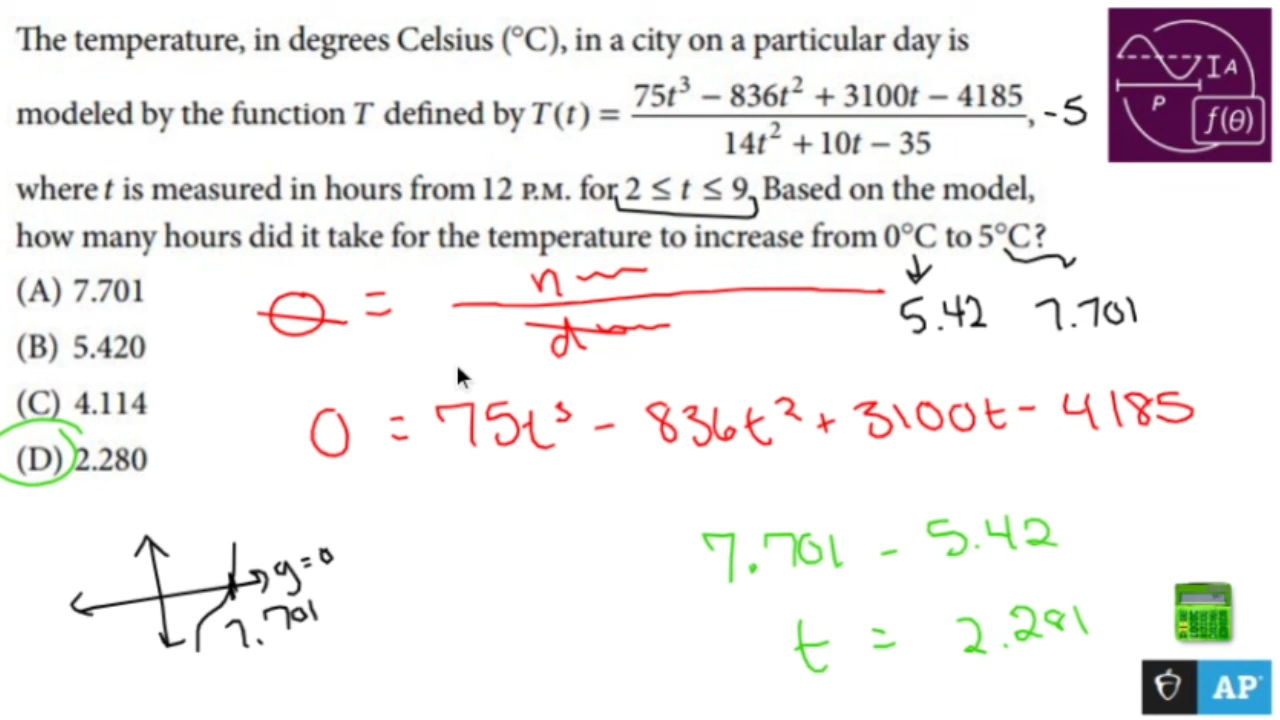 The temperature, in degrees Celsius (°C), in a city on a particular day is
modeled by the function T defined by T(t) = (75t³ − 836t² + 3100t − 4185)/(14t² + 10t − 35), -5
where t is measured in hours from 12 P.M. for 2 ≤ t ≤ 9. Based on the model,
how many hours did it take for the temperature to increase from 0°C to 5°C?
(A) 7.701
(B) 5.420
(C) 4.114
(D) 2.280
0 = n/d
5.42 7.701
0 = 75t³ - 836t² + 3100t - 4185
7.701 - 5.42
t = 2.281
y=0
7.701
A
P
f(θ)
AP